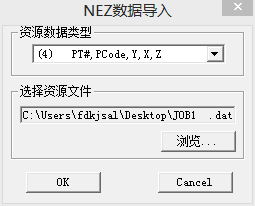 NEZ数据导入
资源数据类型
(4) PT#,PCode,Y,X,Z
选择资源文件
C:\Users\fdkjsal\Desktop\JOB1 .dat
浏览...
OK Cancel